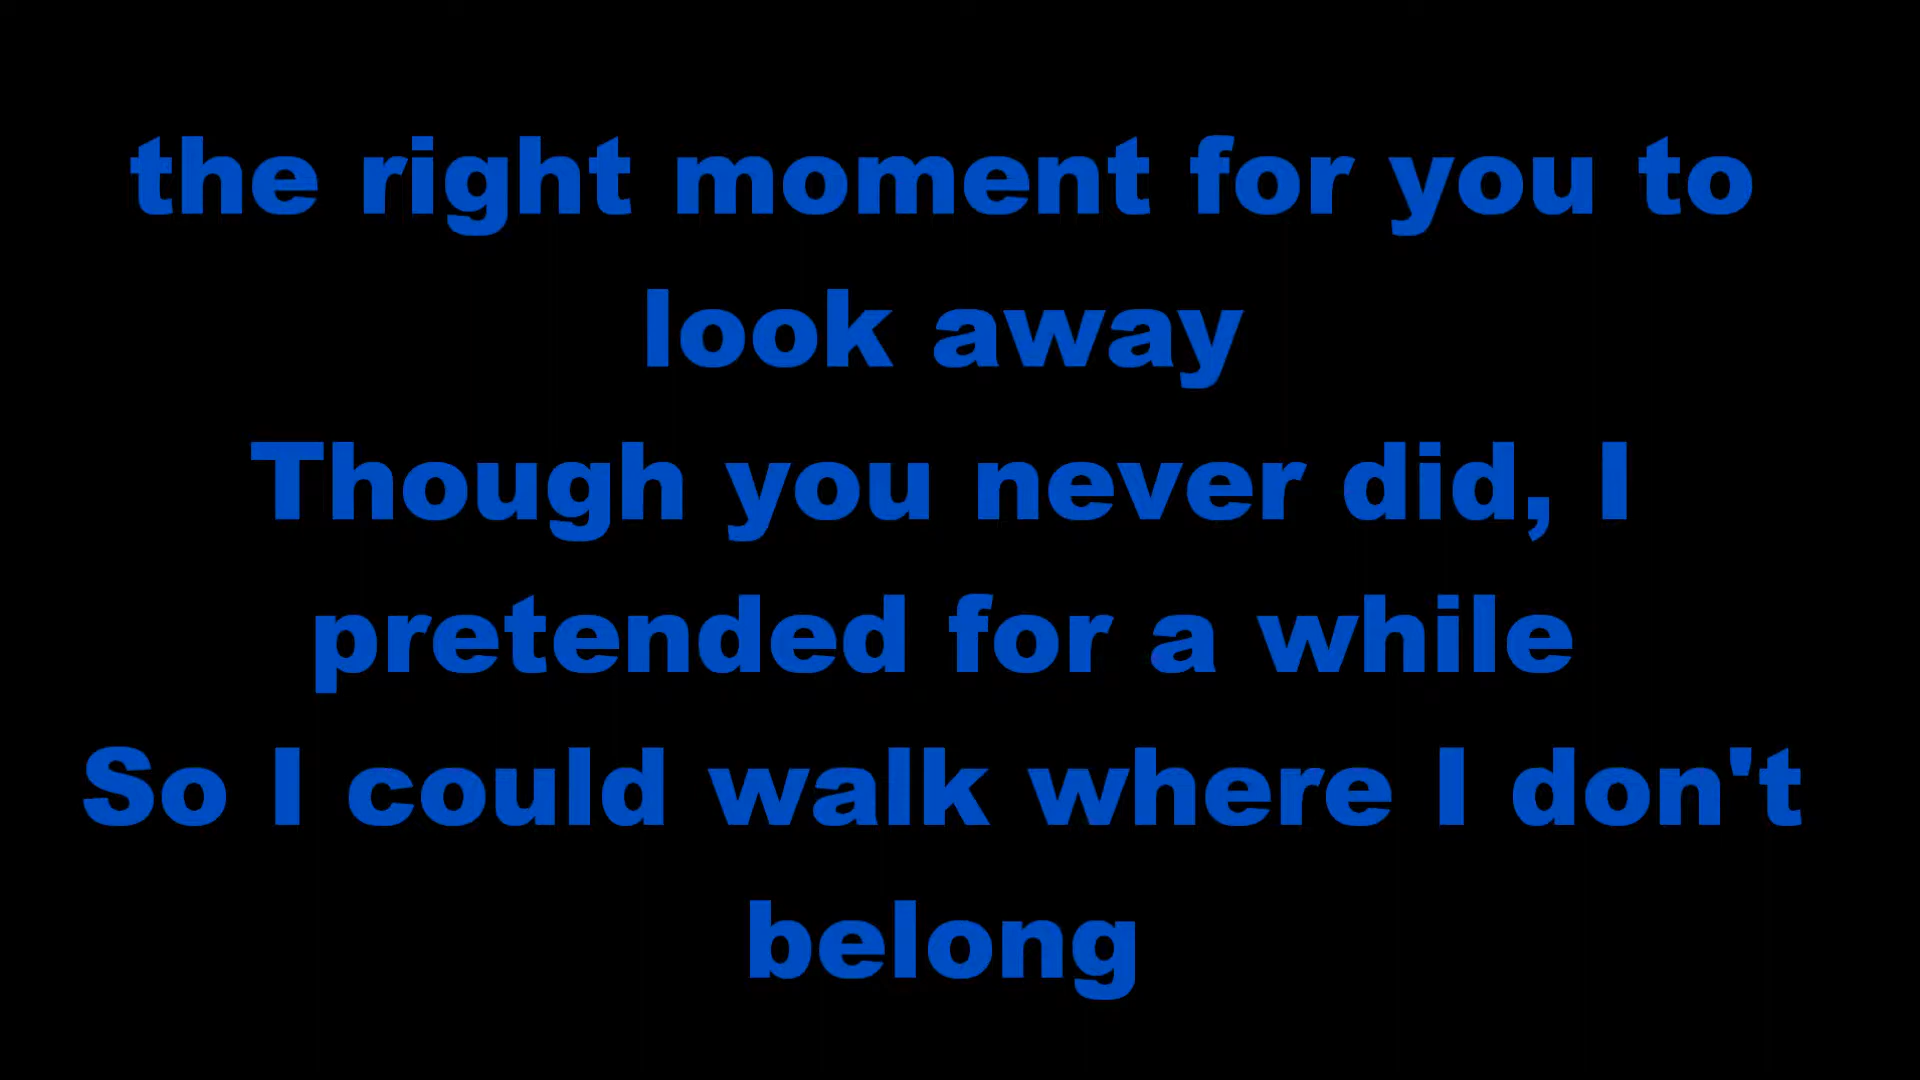 the right moment for you to
look away
Though you never did, I
pretended for a while
So I could walk where I don't
belong